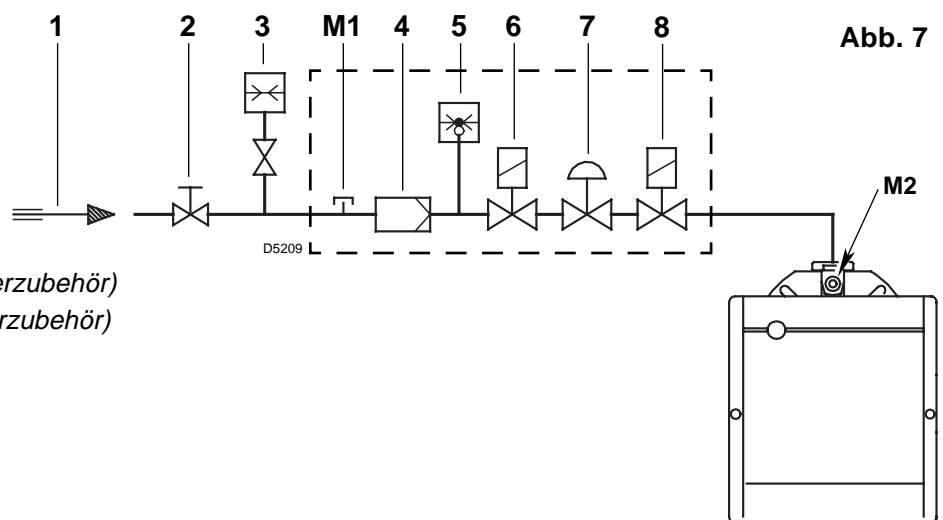 1 2 3 M1 4 5 6 7 8 Abb. 7
M2
D5209
erzubehör)
rzubehör)